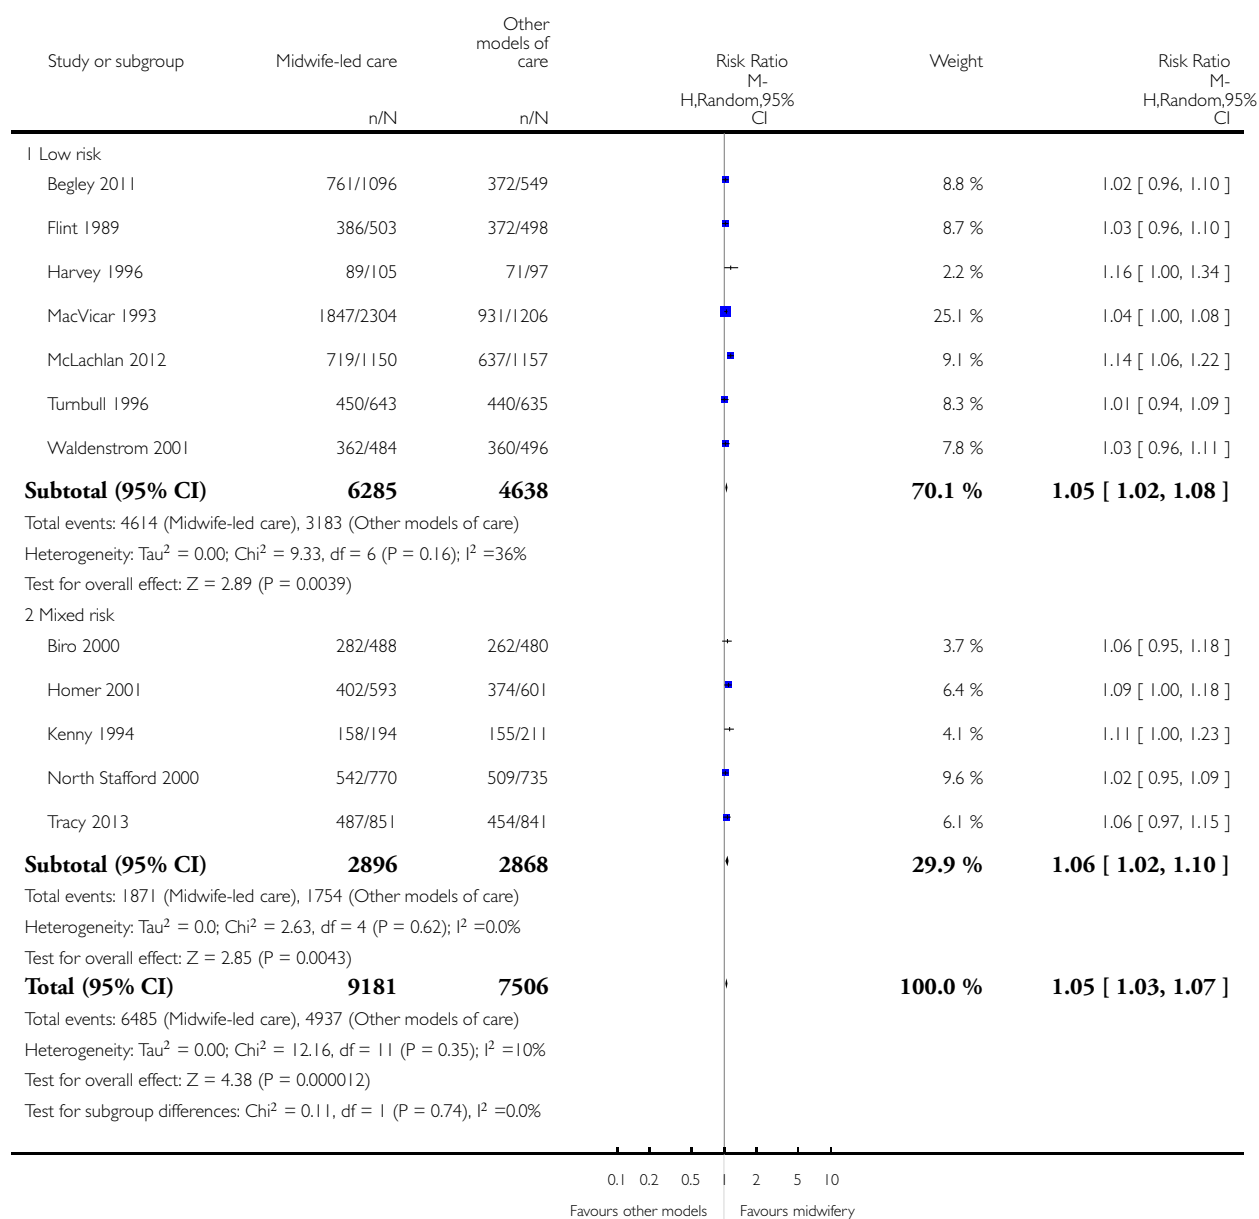 Study or subgroup Midwife-led care Other models of care Risk Ratio Weight Risk Ratio
n/N n/N M-H,Random,95% CI M-H,Random,95% CI
1 Low risk
Begley 2011 761/1096 372/549 8.8 % 1.02 [ 0.96, 1.10 ]
Flint 1989 386/503 372/498 8.7 % 1.03 [ 0.96, 1.10 ]
Harvey 1996 89/105 71/97 2.2 % 1.16 [ 1.00, 1.34 ]
MacVicar 1993 1847/2304 931/1206 25.1 % 1.04 [ 1.00, 1.08 ]
McLachlan 2012 719/1150 637/1157 9.1 % 1.14 [ 1.06, 1.22 ]
Turnbull 1996 450/643 440/635 8.3 % 1.01 [ 0.94, 1.09 ]
Waldenstrom 2001 362/484 360/496 7.8 % 1.03 [ 0.96, 1.11 ]
Subtotal (95% CI) 6285 4638 70.1 % 1.05 [ 1.02, 1.08 ]
Total events: 4614 (Midwife-led care), 3183 (Other models of care)
Heterogeneity: Tau² = 0.00; Chi² = 9.33, df = 6 (P = 0.16); I² =36%
Test for overall effect: Z = 2.89 (P = 0.0039)
2 Mixed risk
Biro 2000 282/488 262/480 3.7 % 1.06 [ 0.95, 1.18 ]
Homer 2001 402/593 374/601 6.4 % 1.09 [ 1.00, 1.18 ]
Kenny 1994 158/194 155/211 4.1 % 1.11 [ 1.00, 1.23 ]
North Stafford 2000 542/770 509/735 9.6 % 1.02 [ 0.95, 1.09 ]
Tracy 2013 487/851 454/841 6.1 % 1.06 [ 0.97, 1.15 ]
Subtotal (95% CI) 2896 2868 29.9 % 1.06 [ 1.02, 1.10 ]
Total events: 1871 (Midwife-led care), 1754 (Other models of care)
Heterogeneity: Tau² = 0.0; Chi² = 2.63, df = 4 (P = 0.62); I² =0.0%
Test for overall effect: Z = 2.85 (P = 0.0043)
Total (95% CI) 9181 7506 100.0 % 1.05 [ 1.03, 1.07 ]
Total events: 6485 (Midwife-led care), 4937 (Other models of care)
Heterogeneity: Tau² = 0.00; Chi² = 12.16, df = 11 (P = 0.35); I² =10%
Test for overall effect: Z = 4.38 (P = 0.000012)
Test for subgroup differences: Chi² = 0.11, df = 1 (P = 0.74), I² =0.0%
0.1 0.2 0.5 1 2 5 10
Favours other models Favours midwifery